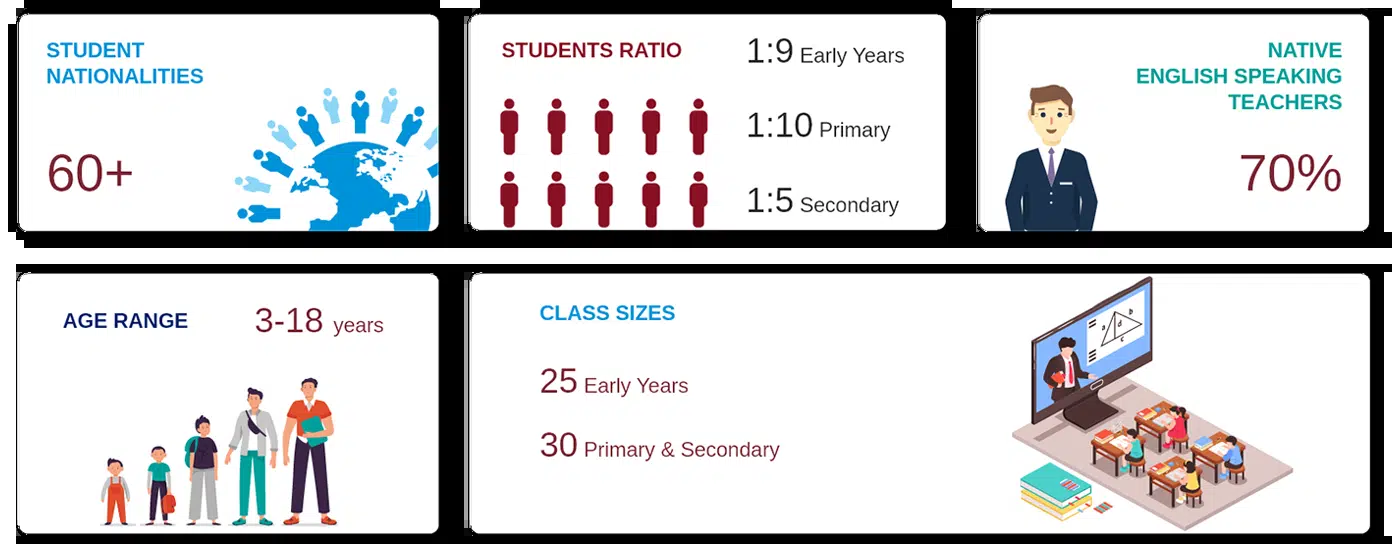 STUDENT
NATIONALITIES
60+
STUDENTS RATIO
1:9 Early Years
1:10 Primary
1:5 Secondary
NATIVE
ENGLISH SPEAKING
TEACHERS
70%
AGE RANGE
3-18 years
CLASS SIZES
25 Early Years
30 Primary & Secondary
a
b
d
c